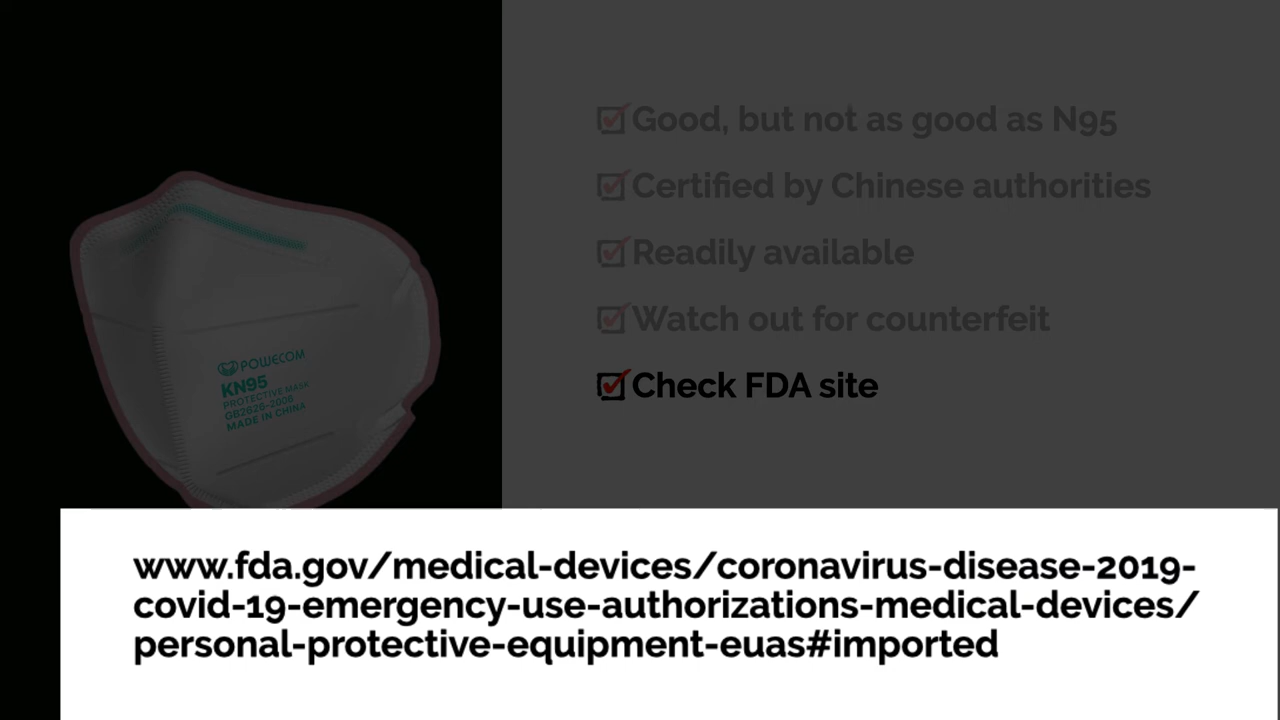 Good, but not as good as N95
Certified by Chinese authorities
Readily available
Watch out for counterfeit
Check FDA site
POWECOM
KN95
PROTECTIVE MASK
GB2626-2006
MADE IN CHINA
www.fda.gov/medical-devices/coronavirus-disease-2019-
covid-19-emergency-use-authorizations-medical-devices/
personal-protective-equipment-euas#imported